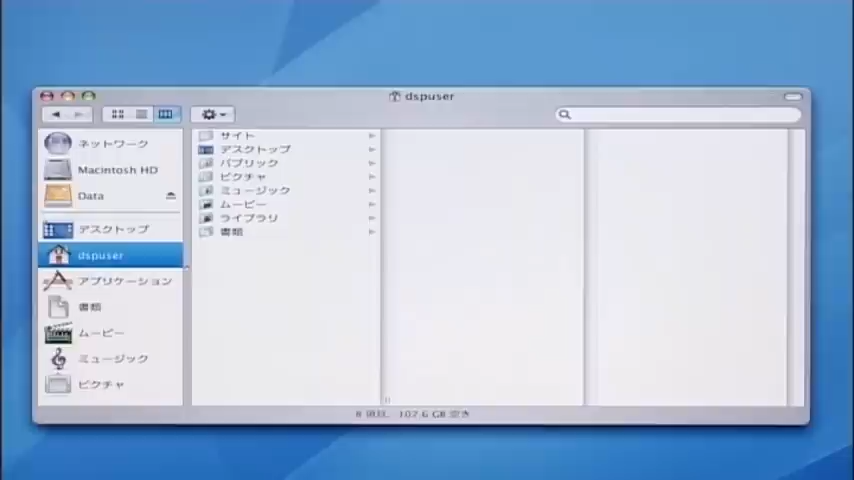 dspuser
ネットワーク
Macintosh HD
Data
デスクトップ
dspuser
アプリケーション
書類
ムービー
ミュージック
ピクチャ
サイト
デスクトップ
パブリック
ピクチャ
ミュージック
ムービー
ライブラリ
書類
8 項目、107.6 GB 空き